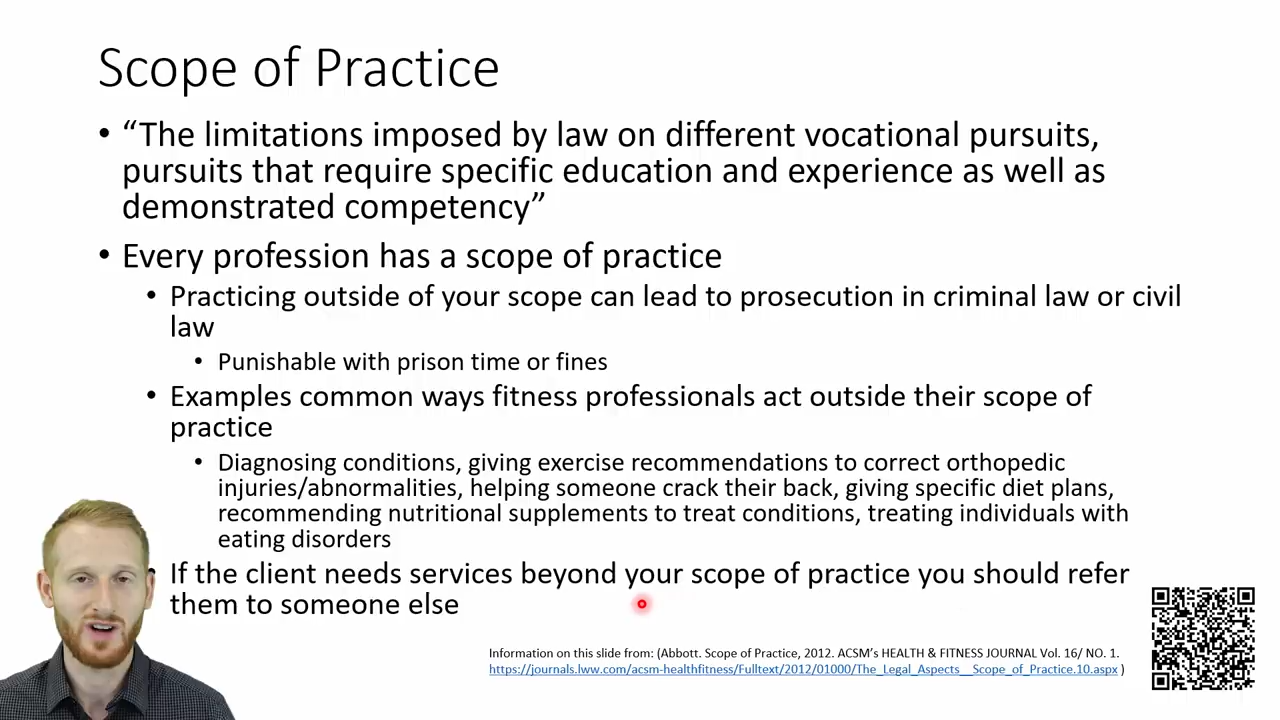 Scope of Practice
• “The limitations imposed by law on different vocational pursuits,
pursuits that require specific education and experience as well as
demonstrated competency”
• Every profession has a scope of practice
• Practicing outside of your scope can lead to prosecution in criminal law or civil
law
• Punishable with prison time or fines
• Examples common ways fitness professionals act outside their scope of
practice
• Diagnosing conditions, giving exercise recommendations to correct orthopedic
injuries/abnormalities, helping someone crack their back, giving specific diet plans,
recommending nutritional supplements to treat conditions, treating individuals with
eating disorders
• If the client needs services beyond your scope of practice you should refer
them to someone else
Information on this slide from: (Abbott. Scope of Practice, 2012. ACSM’s HEALTH & FITNESS JOURNAL Vol. 16/ NO. 1.
https://journals.lww.com/acsm-healthfitness/Fulltext/2012/01000/The_Legal_Aspects__Scope_of_Practice.10.aspx )